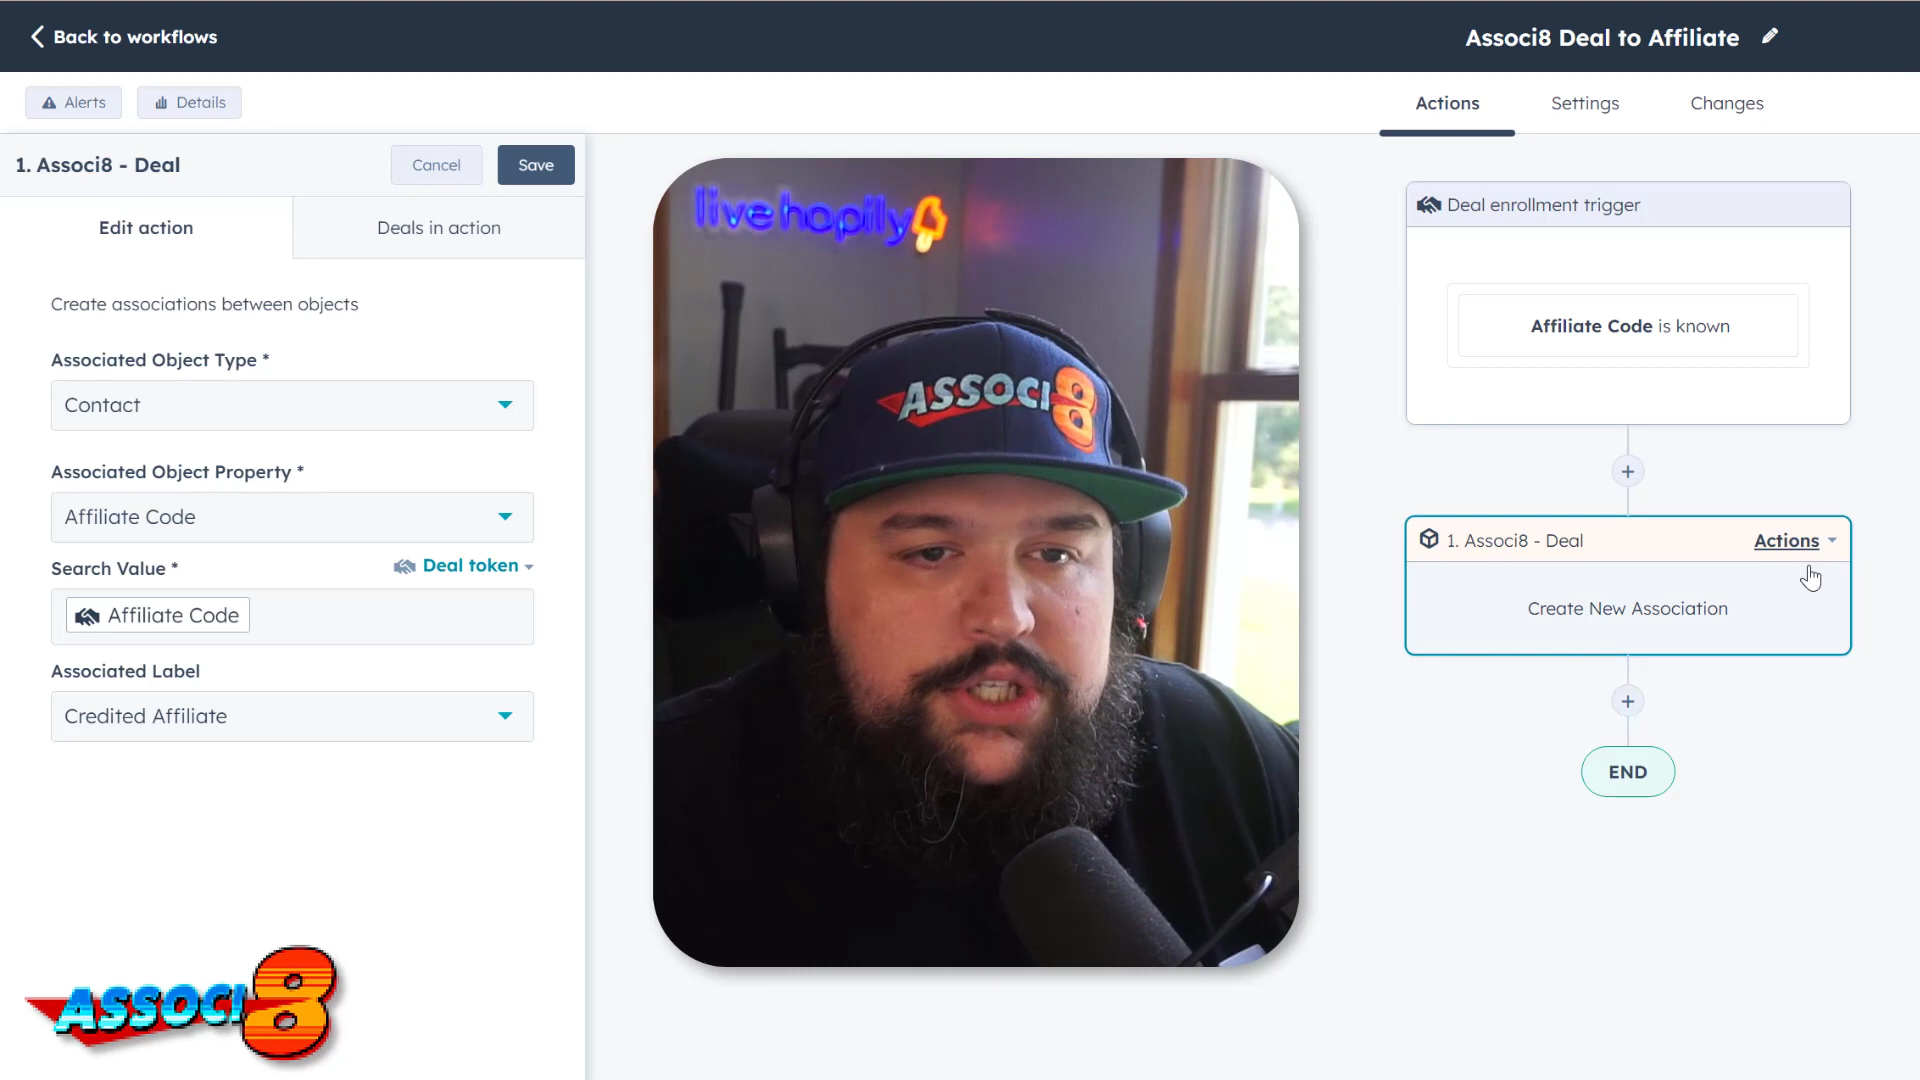 Back to workflows
Associ8 Deal to Affiliate
Alerts
Details
Actions
Settings
Changes
1. Associ8 - Deal
Cancel
Save
Edit action
Deals in action
Create associations between objects
Associated Object Type *
Contact
Associated Object Property *
Affiliate Code
Search Value *
Deal token
Affiliate Code
Associated Label
Credited Affiliate
ASSOCI8
live hapily
ASSOCI8
Deal enrollment trigger
Affiliate Code is known
1. Associ8 - Deal
Actions
Create New Association
END